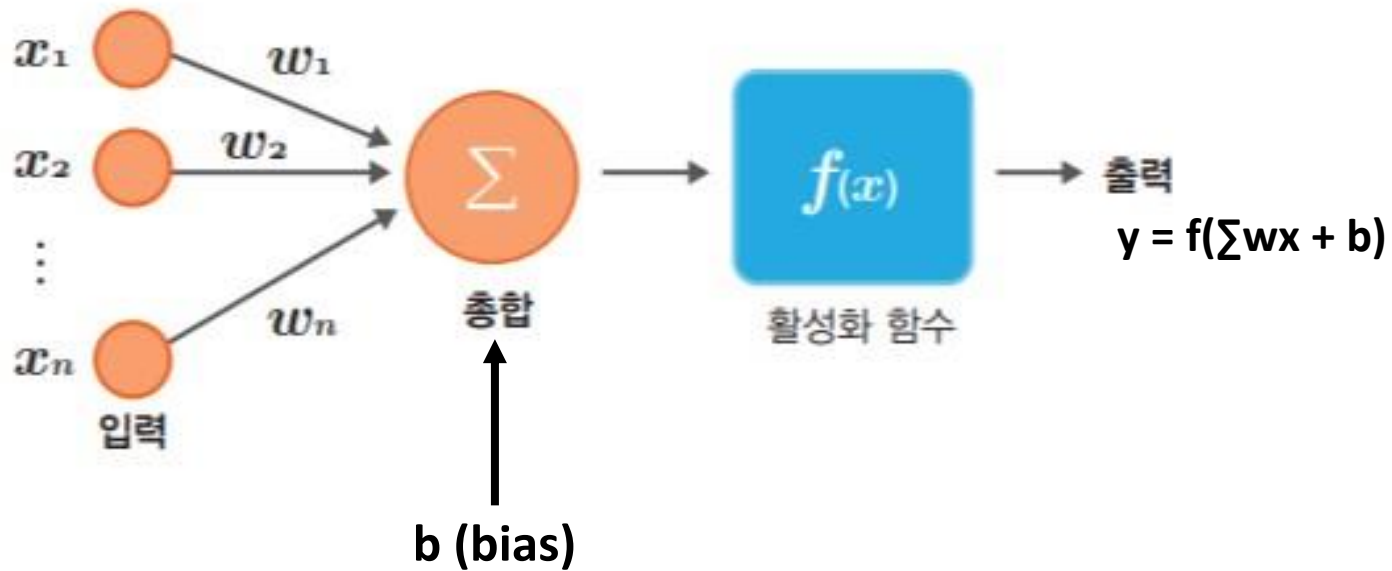 x₁
w₁
x₂
w₂
⋮
xₙ
wₙ
입력
∑
총합
b (bias)
f(x)
활성화 함수
출력
y = f(∑wx + b)